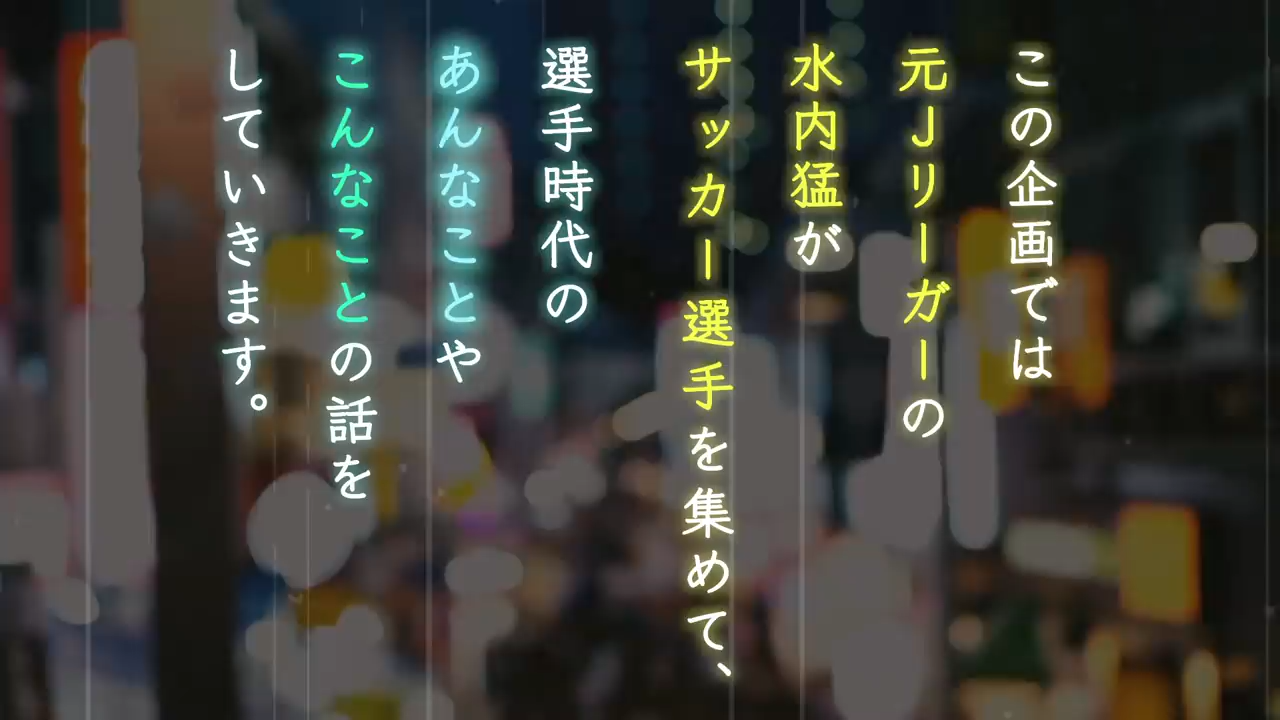 この企画では
元Jリーガーの
水内猛が
サッカー選手を集めて、
選手時代の
あんなことや
こんなことの話を
していきます。